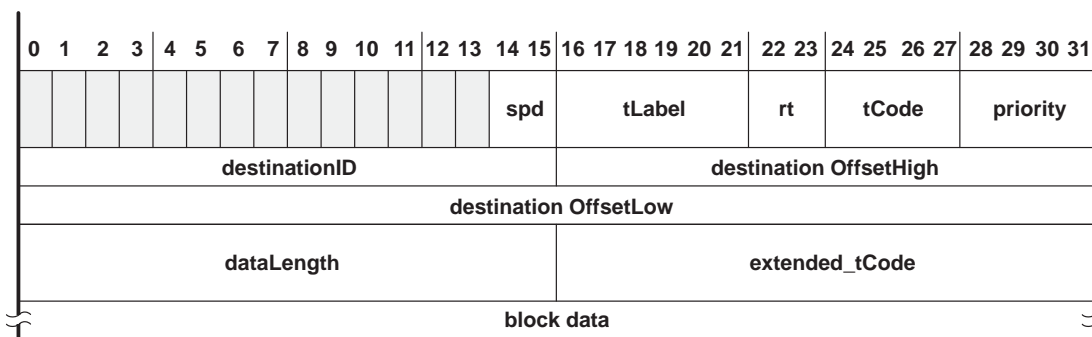 0 1 2 3 4 5 6 7 8 9 10 11 12 13 14 15 16 17 18 19 20 21 22 23 24 25 26 27 28 29 30 31
spd tLabel rt tCode priority
destinationID destination OffsetHigh
destination OffsetLow
dataLength extended_tCode
block data